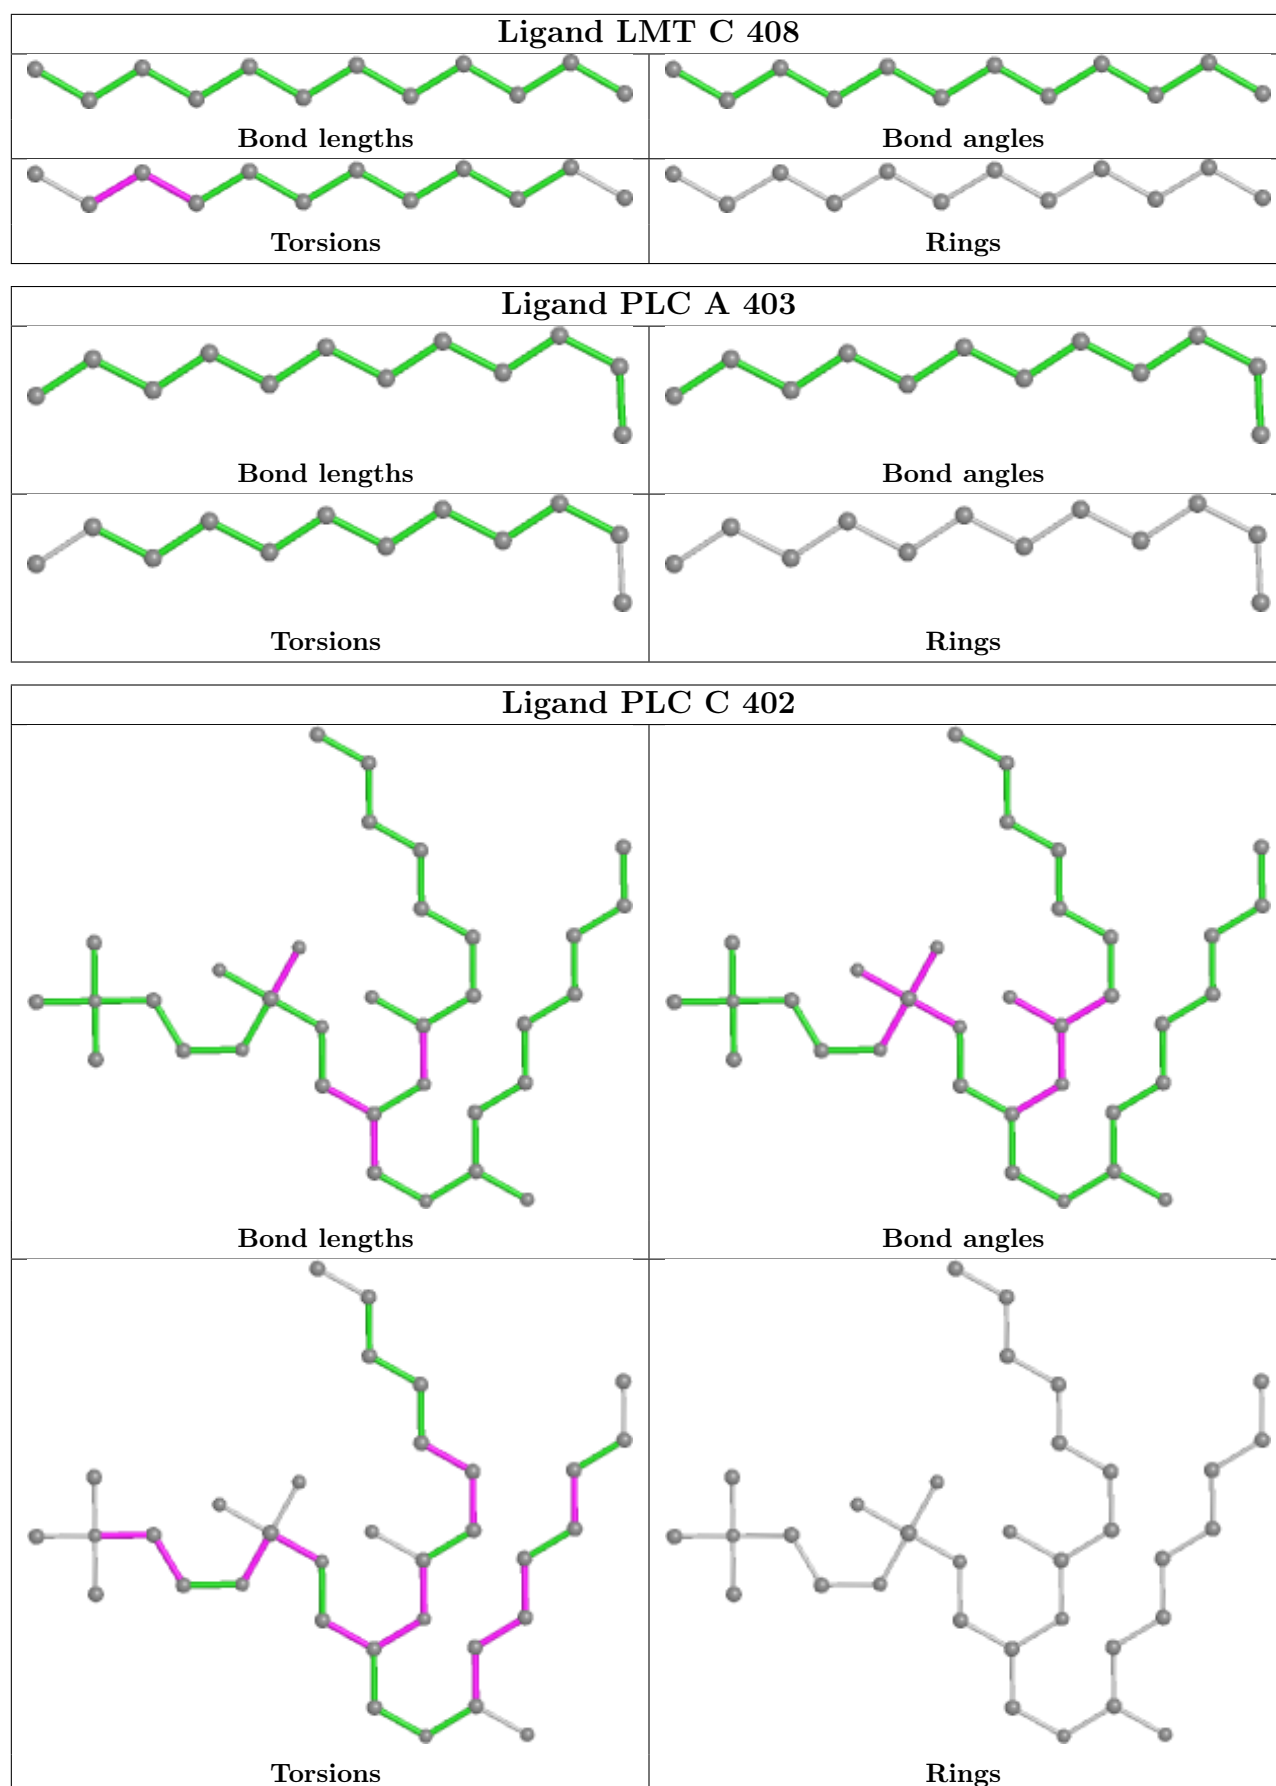 Ligand LMT C 408
Bond lengths
Bond angles
Torsions
Rings
Ligand PLC A 403
Bond lengths
Bond angles
Torsions
Rings
Ligand PLC C 402
Bond lengths
Bond angles
Torsions
Rings